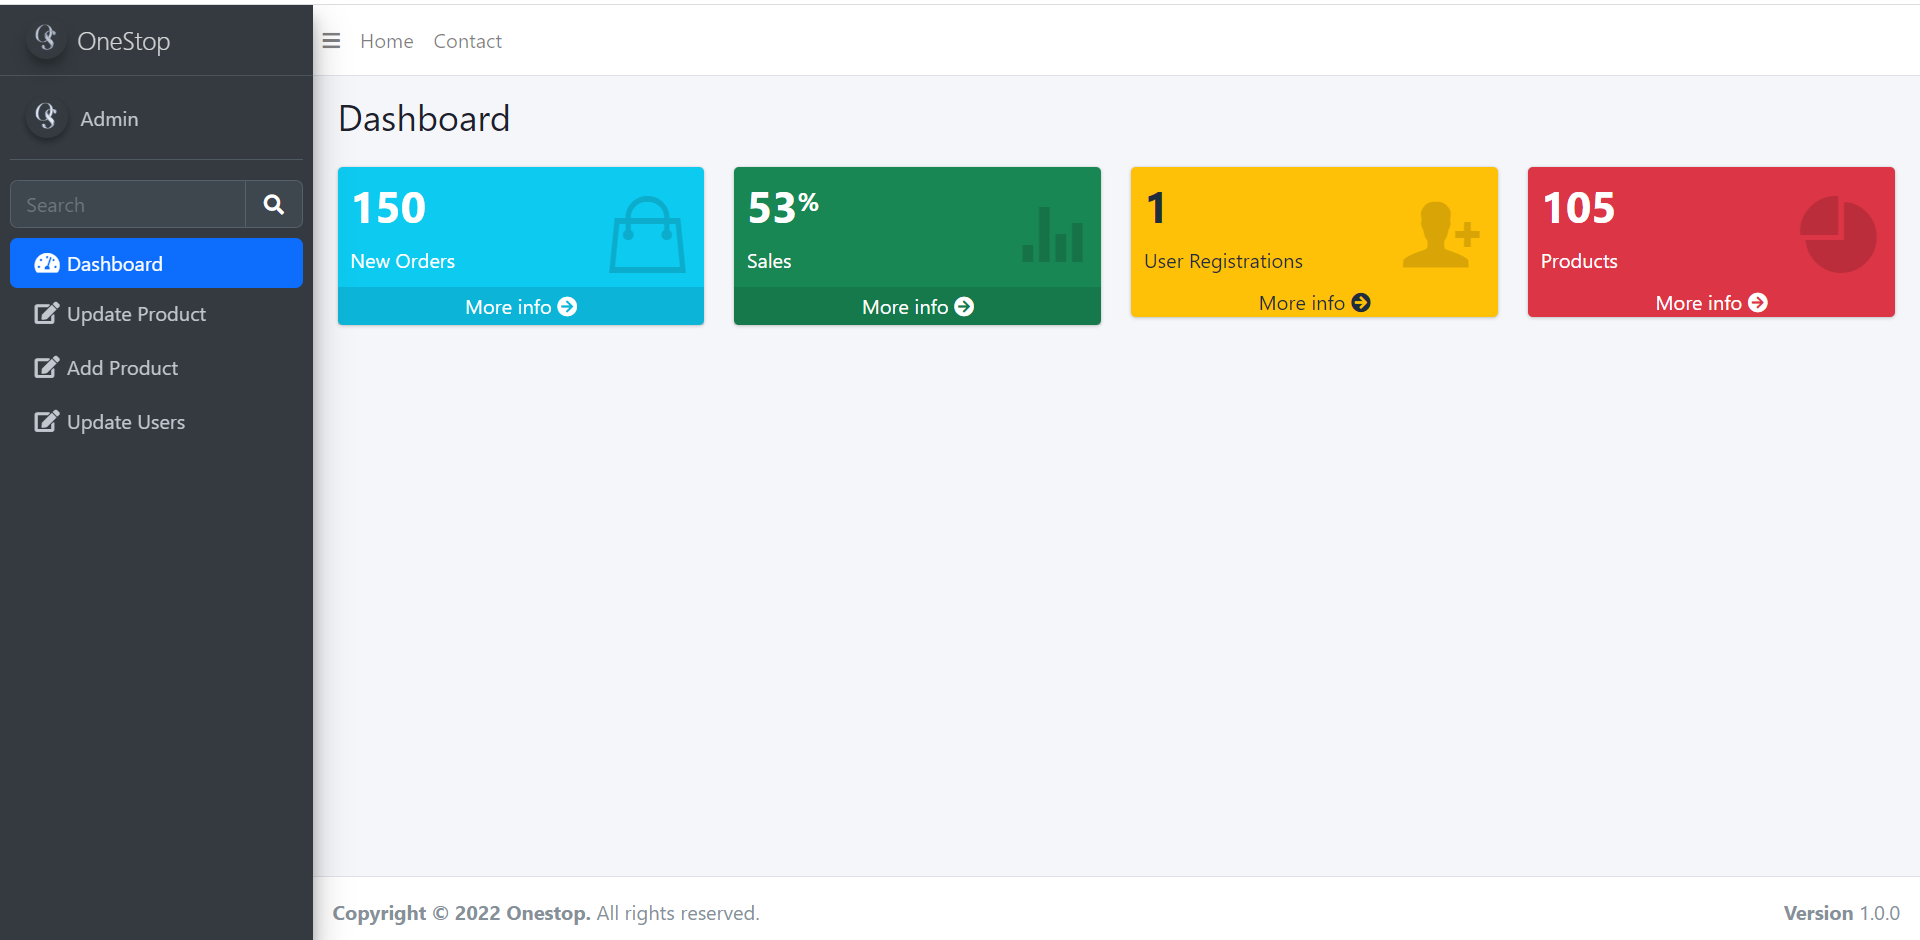 OneStop
Home Contact
Admin
Search
Dashboard
Update Product
Add Product
Update Users
Dashboard
150
New Orders
More info
53%
Sales
More info
1
User Registrations
More info
105
Products
More info
Copyright © 2022 Onestop. All rights reserved.
Version 1.0.0